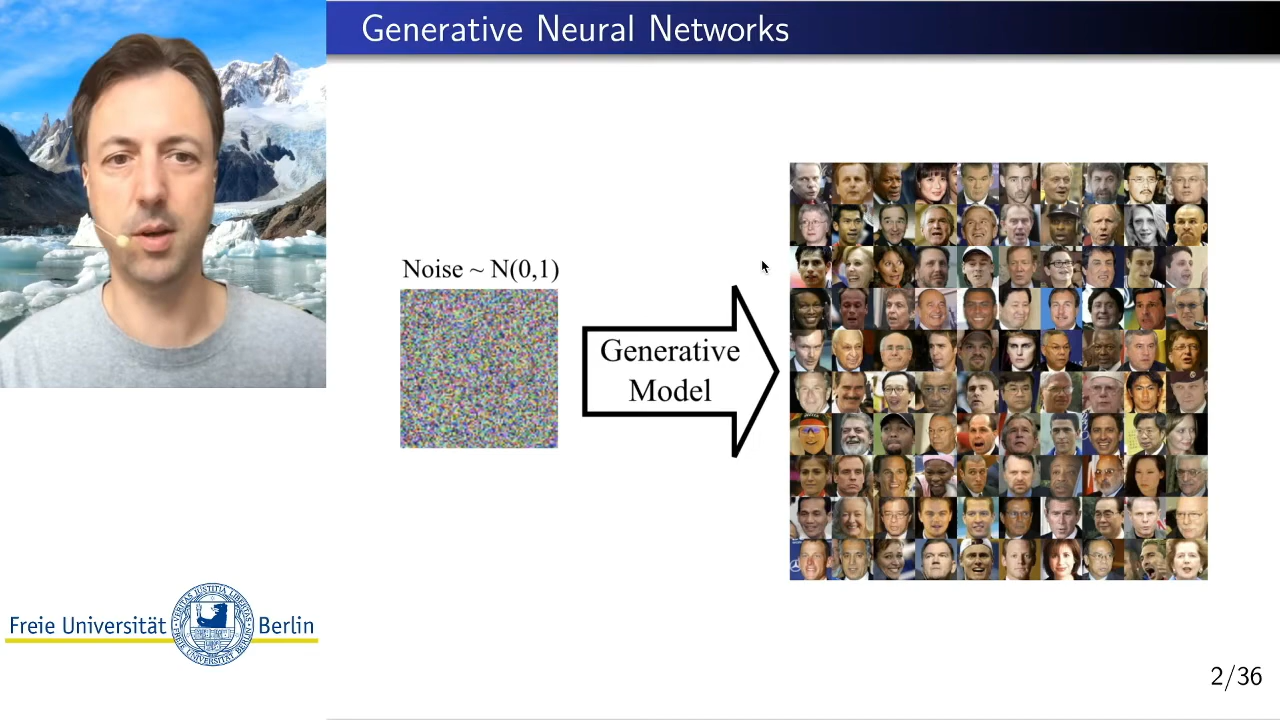 Generative Neural Networks
Noise ~ N(0,1)
Generative
Model
Freie Universität Berlin
2/36